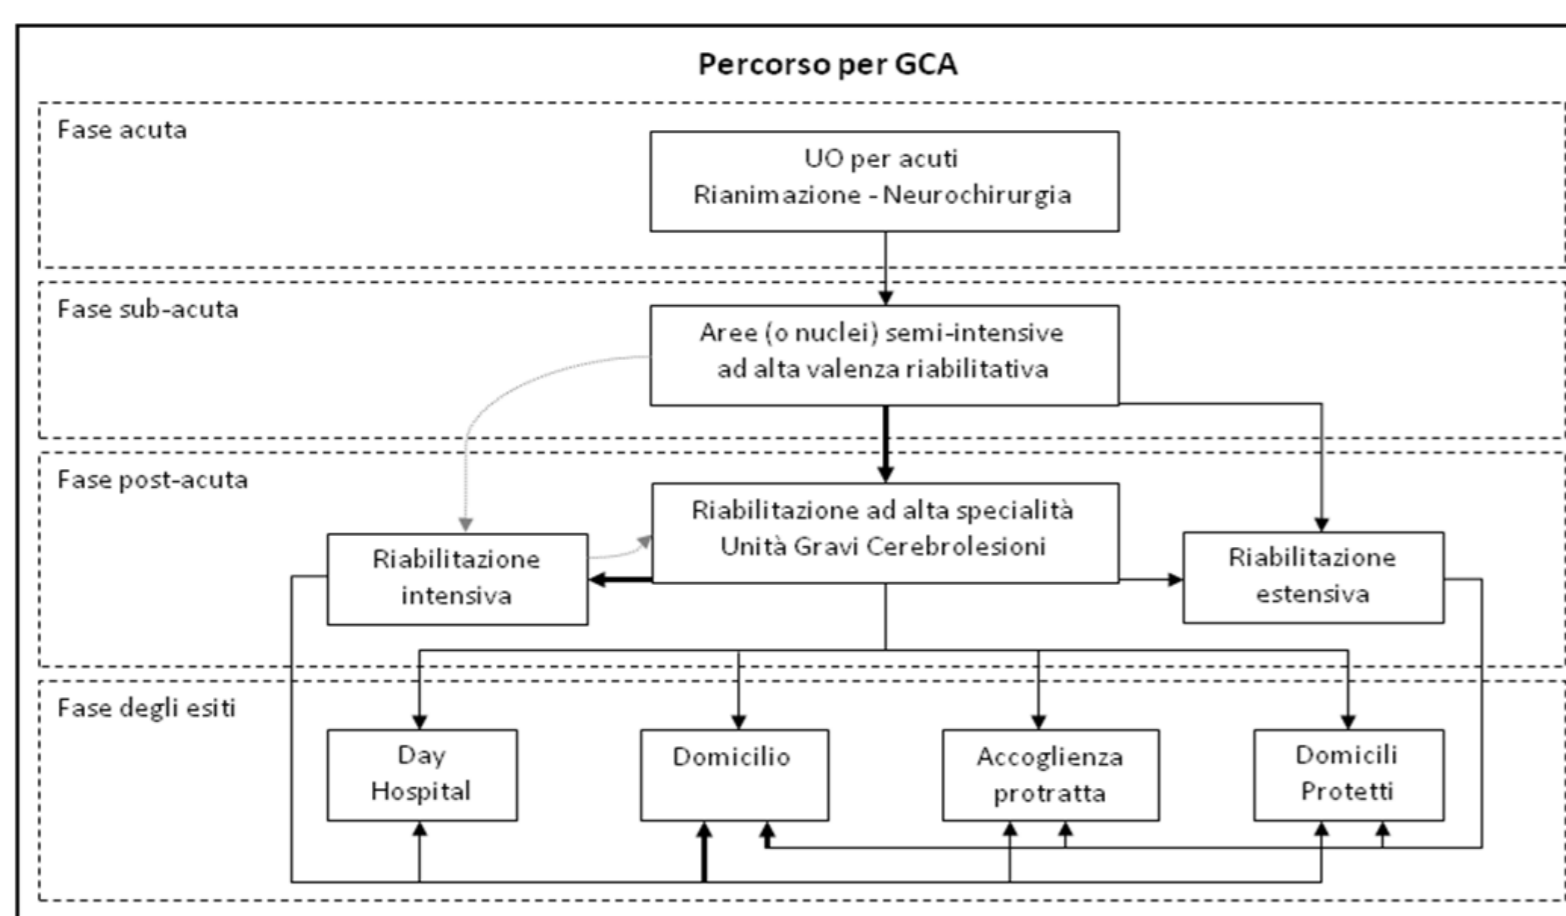 Percorso per GCA
Fase acuta
UO per acuti
Rianimazione - Neurochirurgia
Fase sub-acuta
Aree (o nuclei) semi-intensive
ad alta valenza riabilitativa
Fase post-acuta
Riabilitazione ad alta specialità
Unità Gravi Cerebrolesioni
Riabilitazione
intensiva
Riabilitazione
estensiva
Fase degli esiti
Day
Hospital
Domicilio
Accoglienza
protratta
Domicili
Protetti